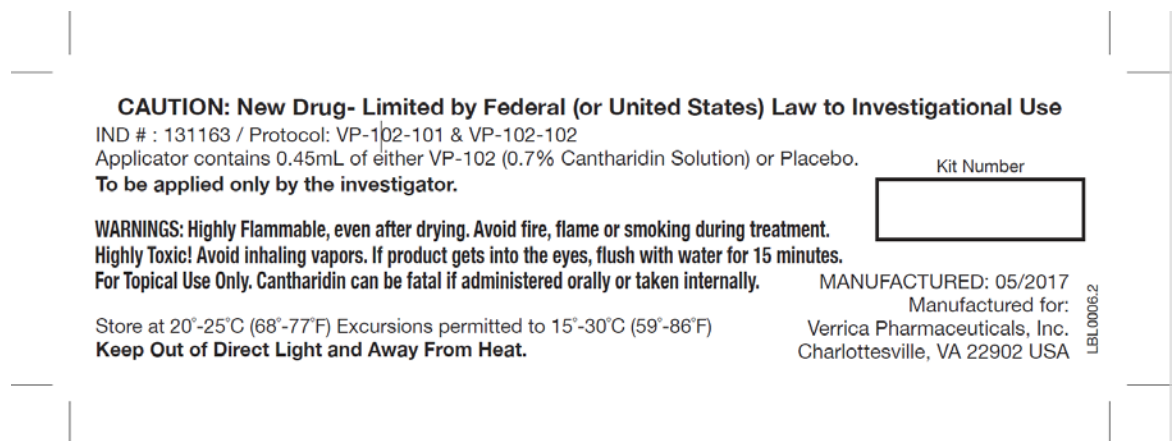 CAUTION: New Drug- Limited by Federal (or United States) Law to Investigational Use
IND # : 131163 / Protocol: VP-102-101 & VP-102-102
Applicator contains 0.45mL of either VP-102 (0.7% Cantharidin Solution) or Placebo.
To be applied only by the investigator.
Kit Number
WARNINGS: Highly Flammable, even after drying. Avoid fire, flame or smoking during treatment.
Highly Toxic! Avoid inhaling vapors. If product gets into the eyes, flush with water for 15 minutes.
For Topical Use Only. Cantharidin can be fatal if administered orally or taken internally.
Store at 20°-25°C (68°-77°F) Excursions permitted to 15°-30°C (59°-86°F)
Keep Out of Direct Light and Away From Heat.
MANUFACTURED: 05/2017
Manufactured for:
Verrica Pharmaceuticals, Inc.
Charlottesville, VA 22902 USA
LBL0006.2